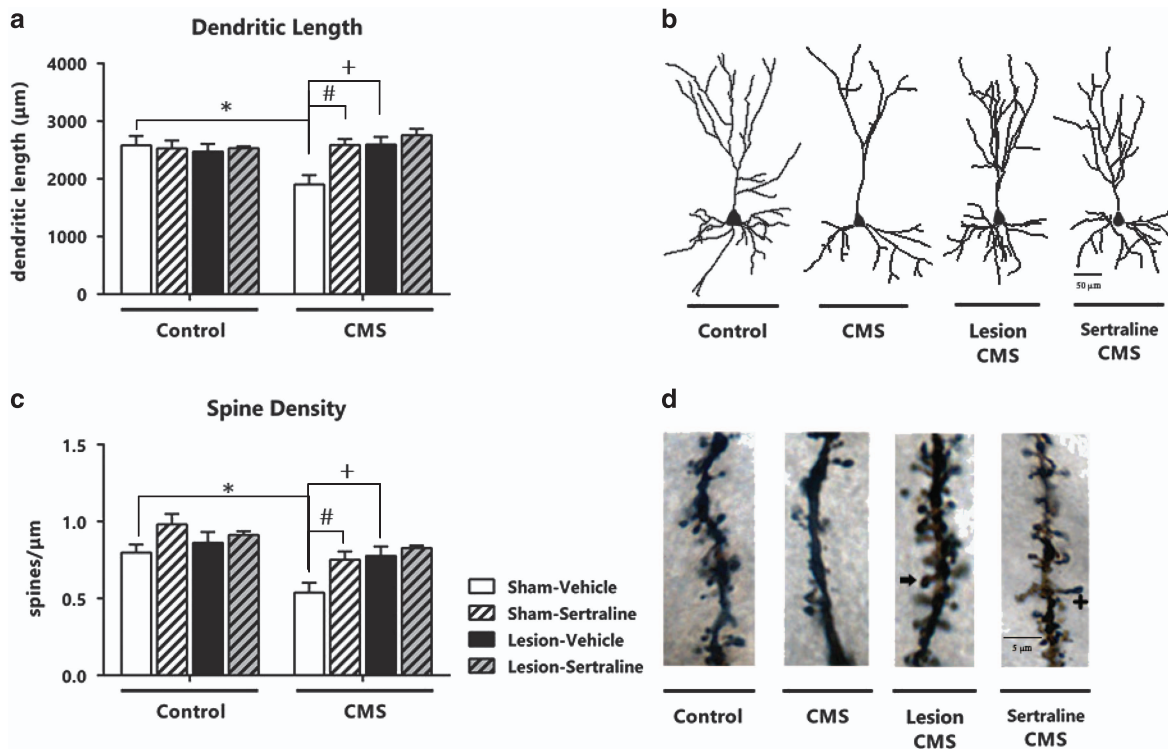 a
Dendritic Length
dendritic length (µm)
4000
3000
2000
1000
0
*
#
+
Control
CMS
b
50 µm
Control
CMS
Lesion
CMS
Sertraline
CMS
c
Spine Density
spines/µm
1.5
1.0
0.5
0.0
*
#
+
Control
CMS
Sham-Vehicle
Sham-Sertraline
Lesion-Vehicle
Lesion-Sertraline
d
+
5 µm
Control
CMS
Lesion
CMS
Sertraline
CMS